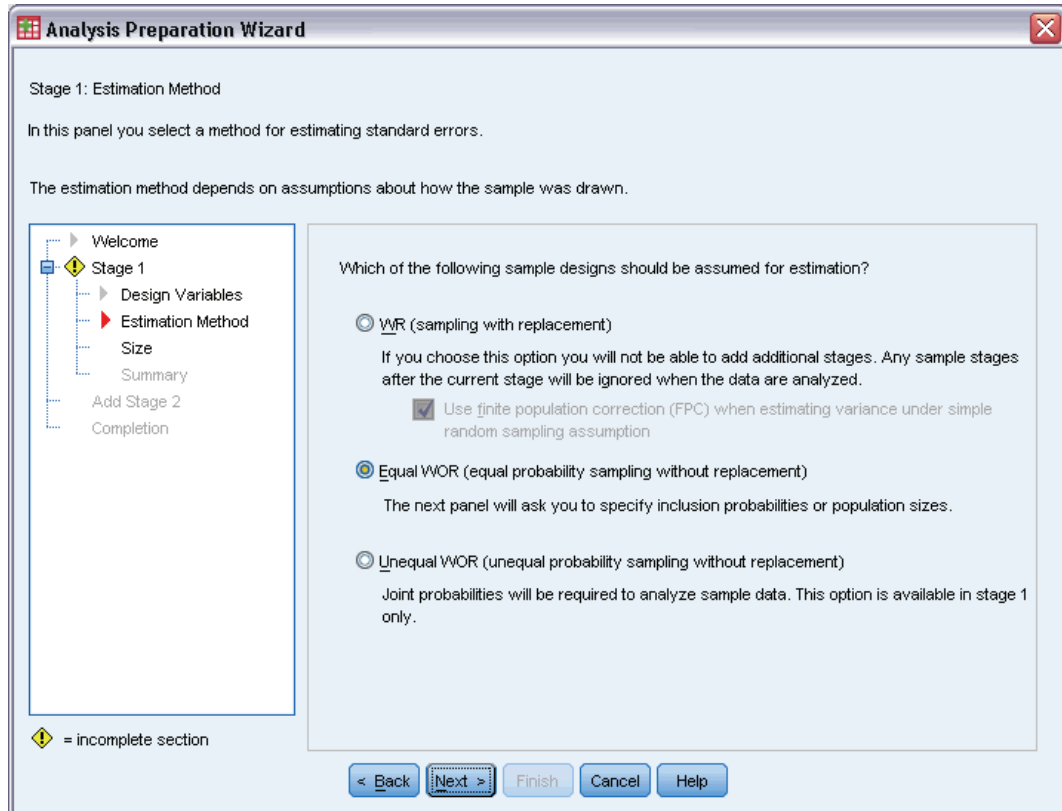 Analysis Preparation Wizard
Stage 1: Estimation Method
In this panel you select a method for estimating standard errors.
The estimation method depends on assumptions about how the sample was drawn.
Welcome
Stage 1
Design Variables
Estimation Method
Size
Summary
Add Stage 2
Completion
! = incomplete section
Which of the following sample designs should be assumed for estimation?
WR (sampling with replacement)
If you choose this option you will not be able to add additional stages. Any sample stages
after the current stage will be ignored when the data are analyzed.
Use finite population correction (FPC) when estimating variance under simple
random sampling assumption
Equal WOR (equal probability sampling without replacement)
The next panel will ask you to specify inclusion probabilities or population sizes.
Unequal WOR (unequal probability sampling without replacement)
Joint probabilities will be required to analyze sample data. This option is available in stage 1
only.
< Back
Next >
Finish
Cancel
Help